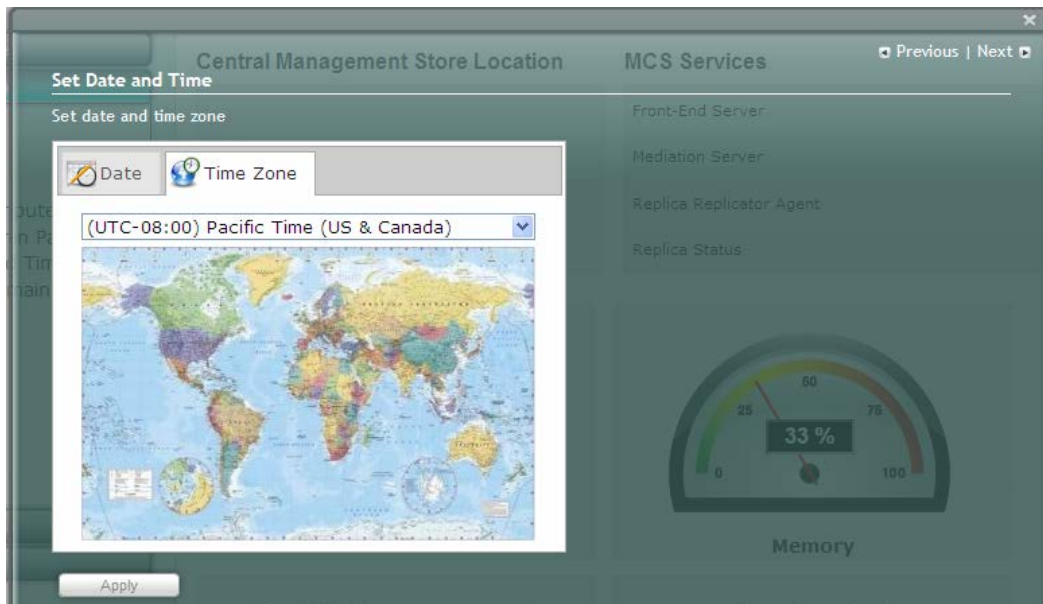 Previous | Next
Central Management Store Location
MCS Services
Set Date and Time
Set date and time zone
Front-End Server
Mediation Server
Replica Replicator Agent
Replica Status
Date
Time Zone
(UTC-08:00) Pacific Time (US & Canada)
0
25
60
75
100
33 %
Memory
Apply